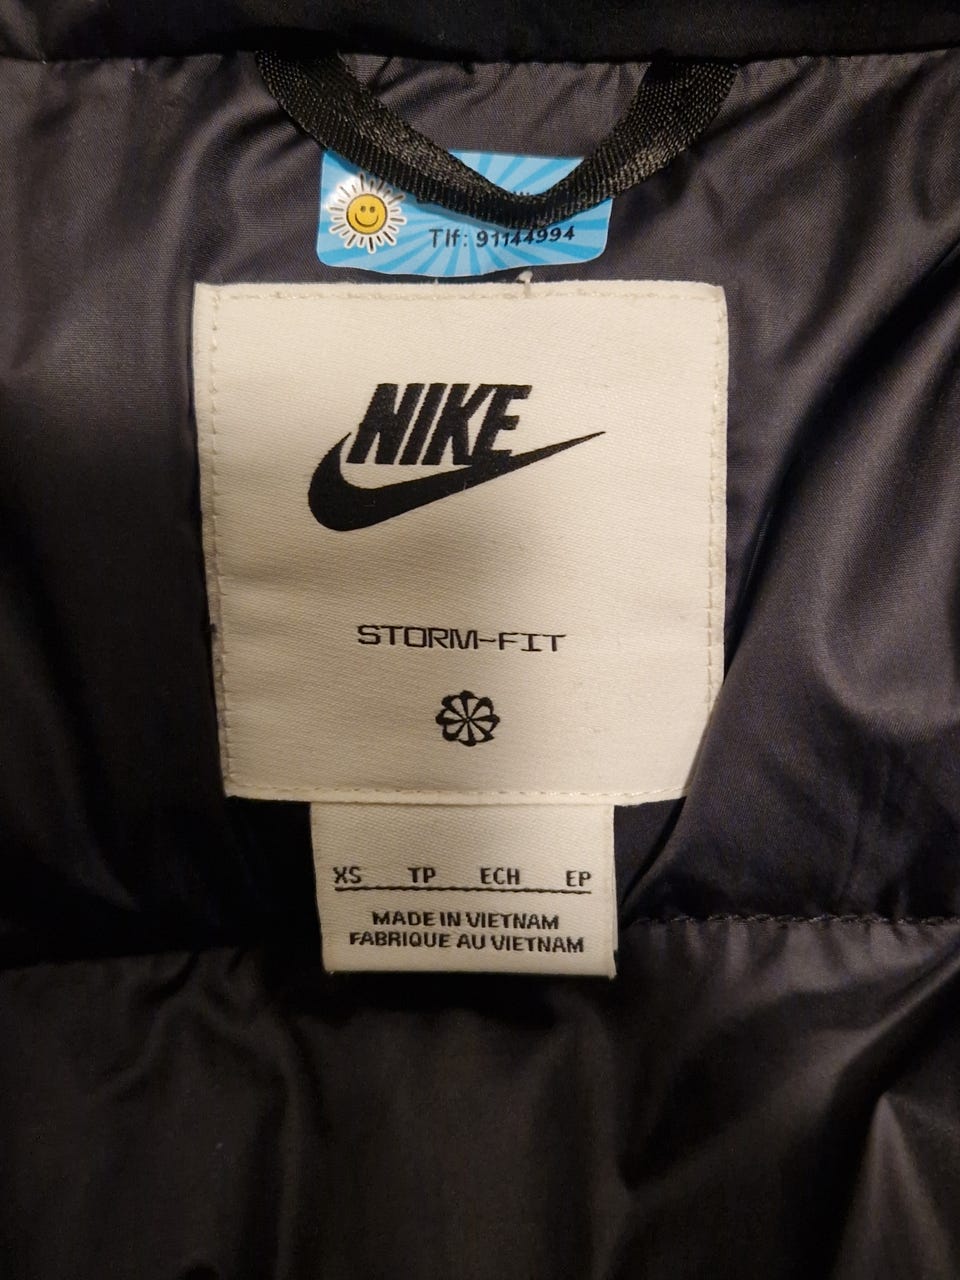 Tlf: 91144994
NIKE
STORM-FIT
XS TP ECH EP
MADE IN VIETNAM
FABRIQUE AU VIETNAM